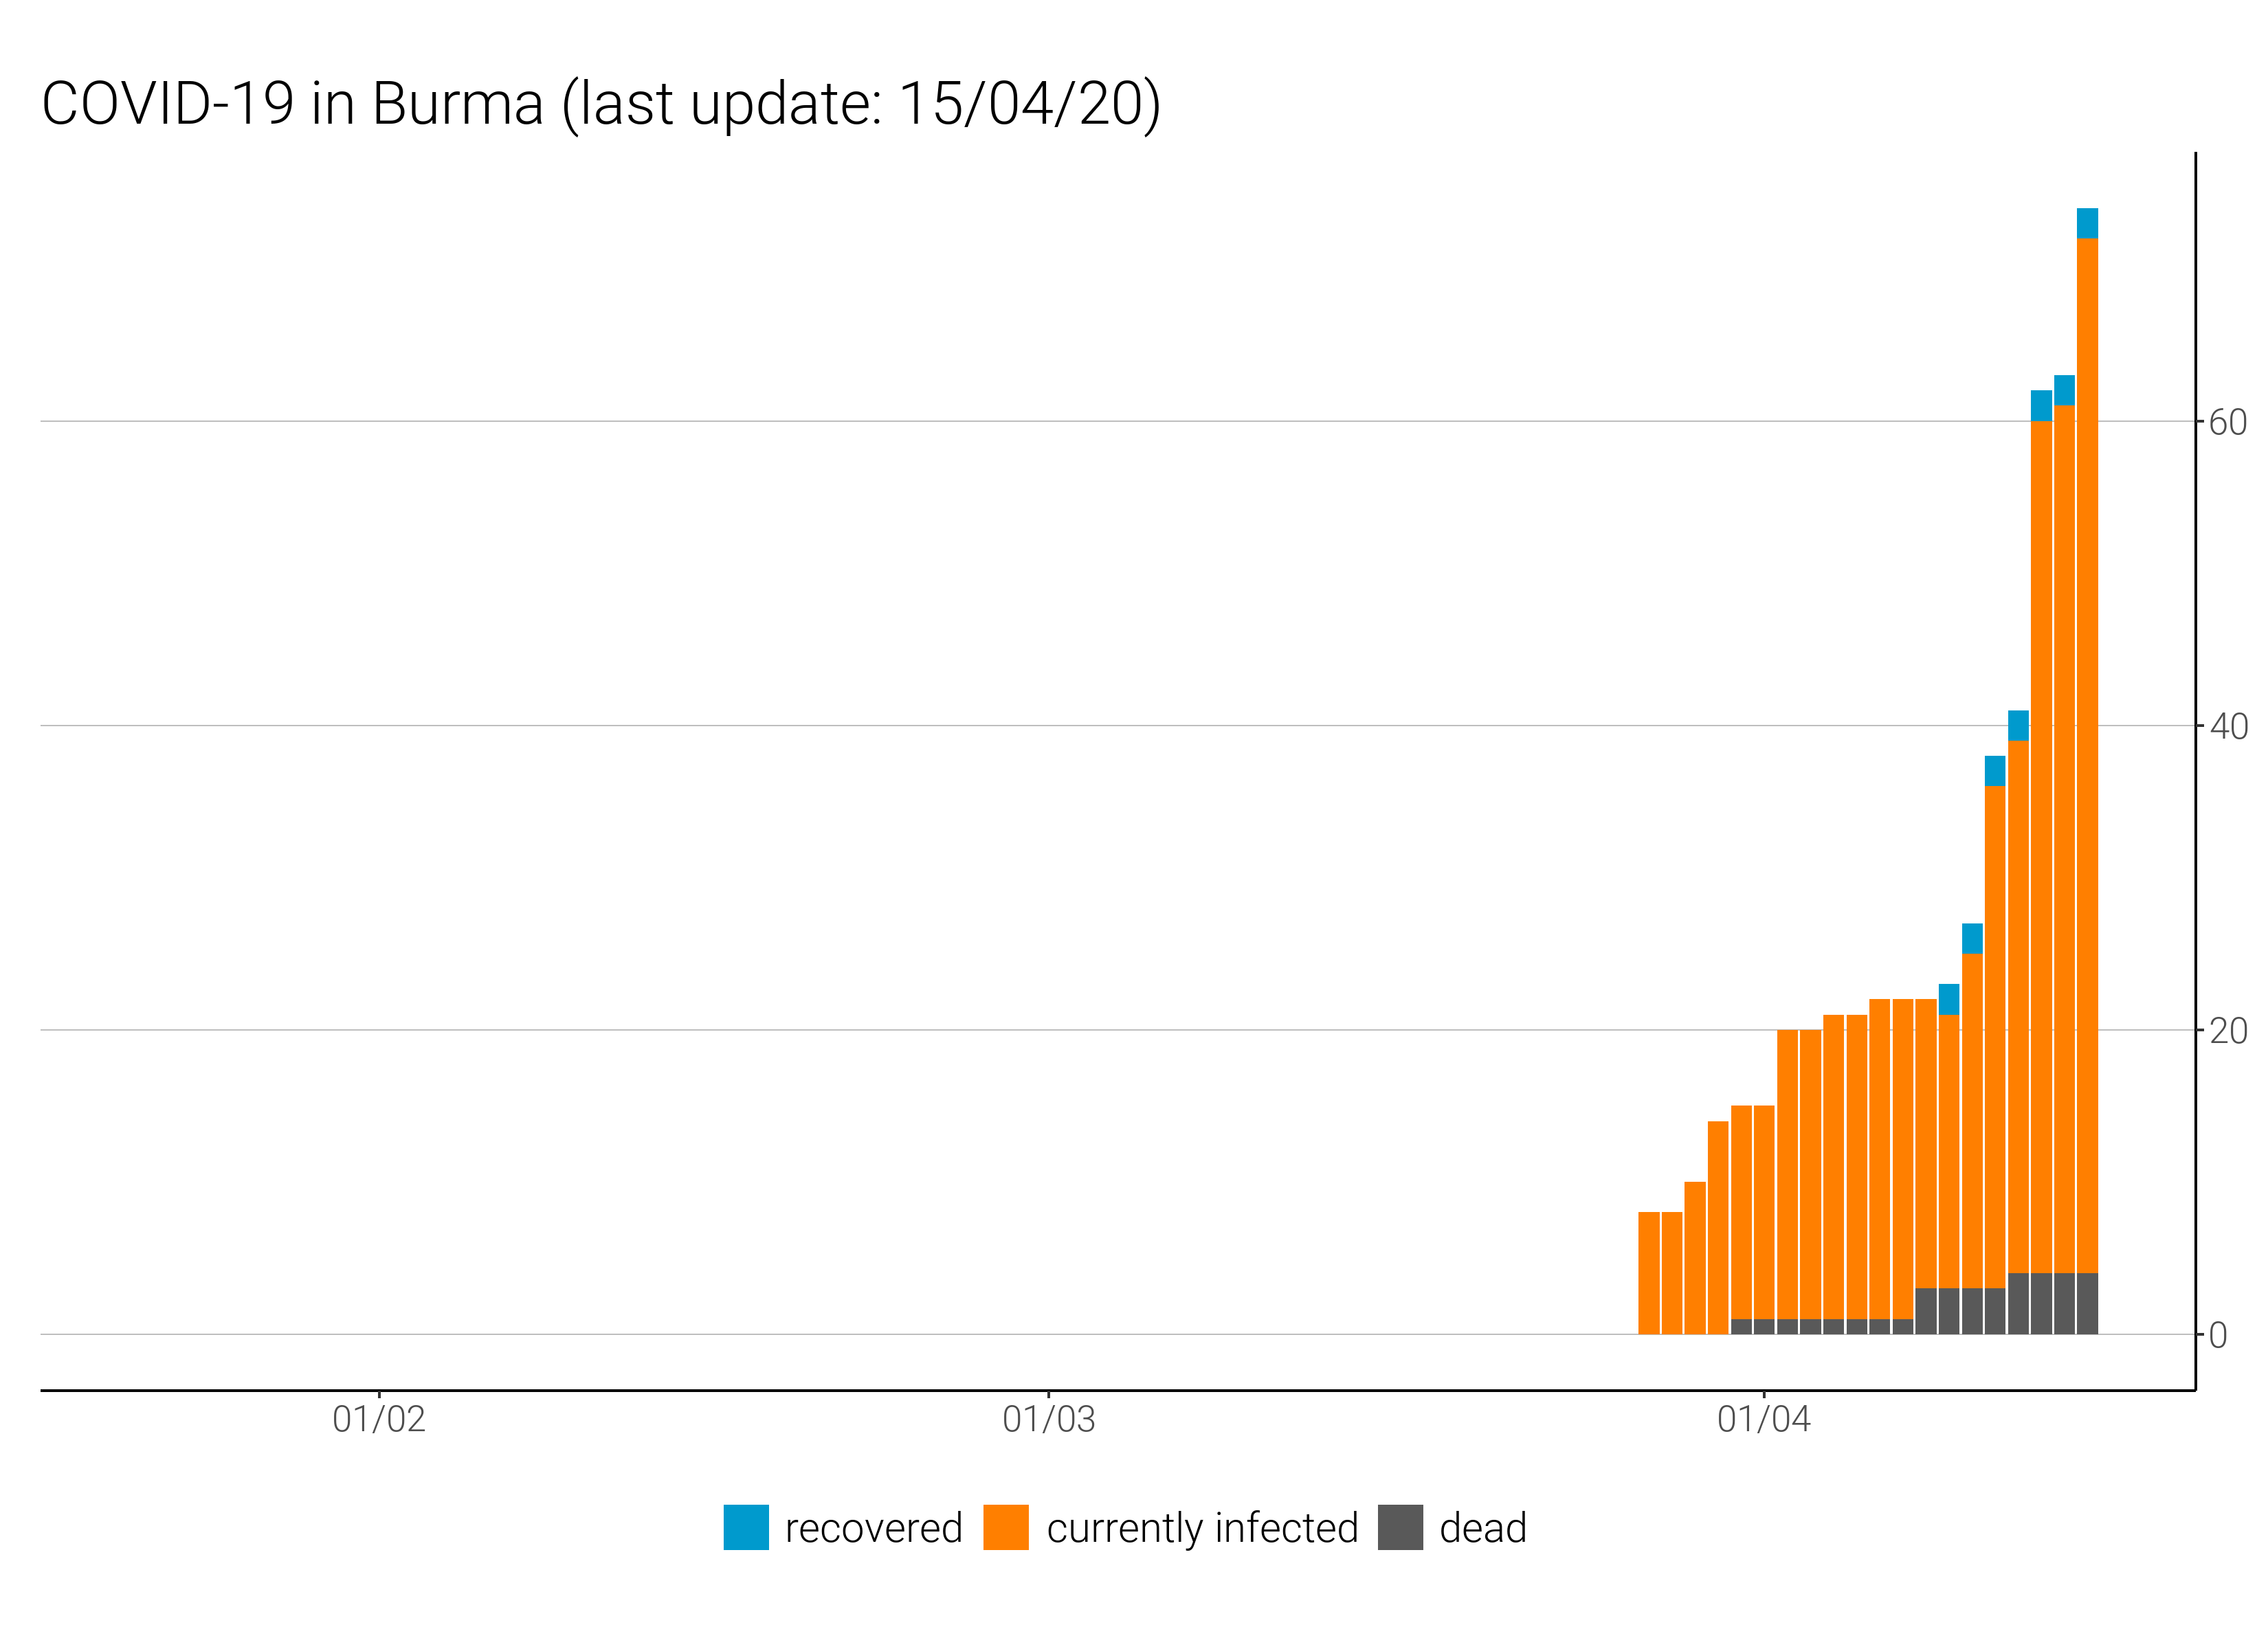 COVID-19 in Burma (last update: 15/04/20)
60
40
20
0
01/02 01/03 01/04
recovered currently infected dead